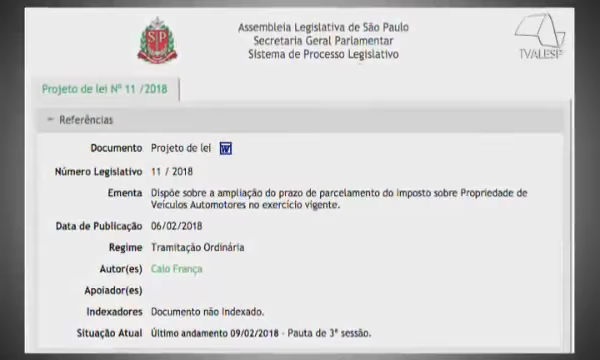 Assembleia Legislativa de São Paulo
Secretaria Geral Parlamentar
Sistema de Processo Legislativo
SP
TVALESP
Projeto de lei Nº 11 /2018
Referências
Documento Projeto de lei W
Número Legislativo 11 / 2018
Ementa Dispõe sobre a ampliação do prazo de parcelamento do Imposto sobre Propriedade de
Veículos Automotores no exercício vigente.
Data de Publicação 06/02/2018
Regime Tramitação Ordinária
Autor(es) Caio França
Apoiador(es)
Indexadores Documento não Indexado.
Situação Atual Último andamento 09/02/2018 - Pauta de 3ª sessão.